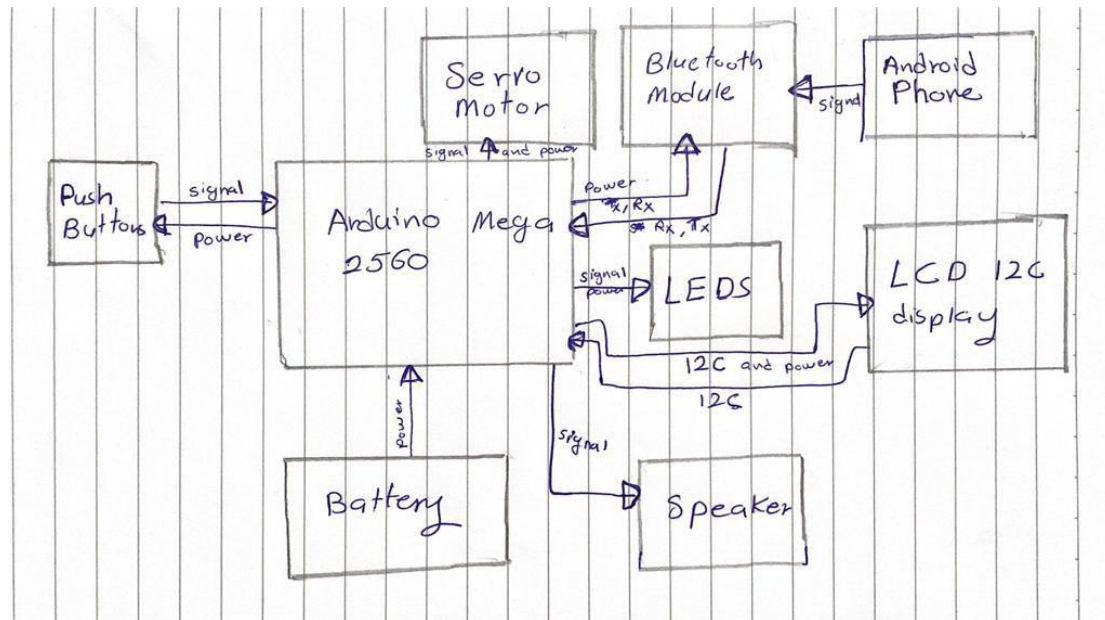 Servo
Motor
Bluetooth
Module
Android
Phone
signal
signal and power
Push
Buttons
signal
Power
Arduino Mega
2560
Power
Tx, Rx
Rx, Tx
signal
power
LEDS
LCD I2C
display
I2C and power
I2C
Power
signal
Battery
Speaker